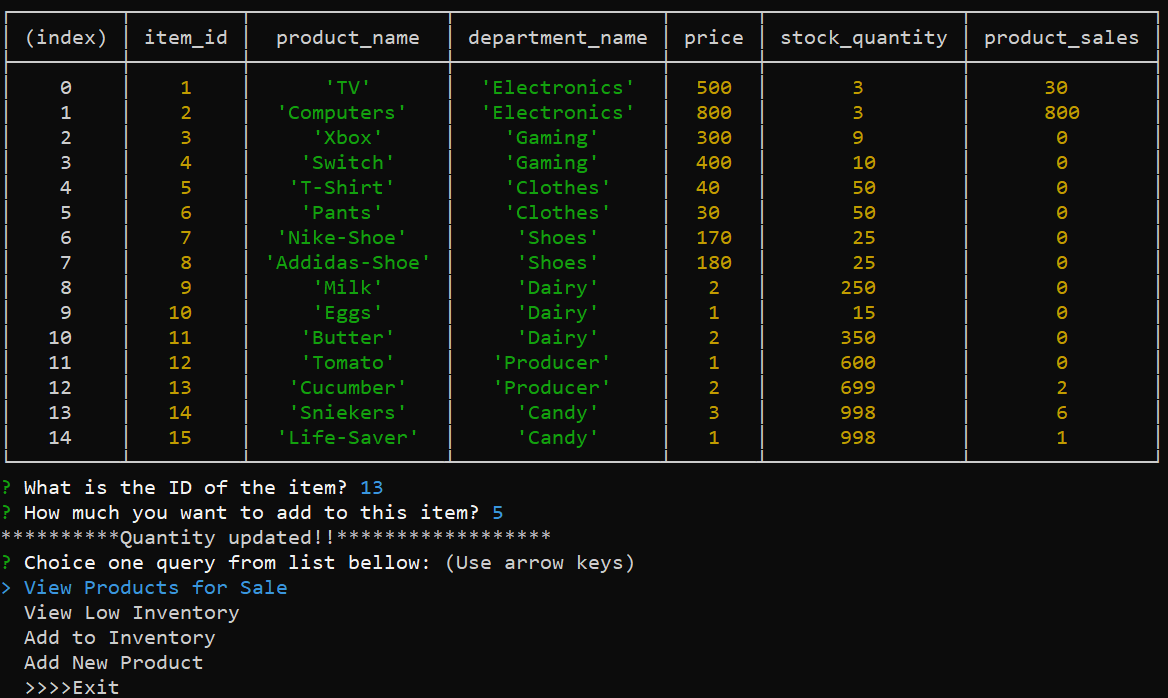 (index) item_id product_name department_name price stock_quantity product_sales
0 1 'TV' 'Electronics' 500 3 30
1 2 'Computers' 'Electronics' 800 3 800
2 3 'Xbox' 'Gaming' 300 9 0
3 4 'Switch' 'Gaming' 400 10 0
4 5 'T-Shirt' 'Clothes' 40 50 0
5 6 'Pants' 'Clothes' 30 50 0
6 7 'Nike-Shoe' 'Shoes' 170 25 0
7 8 'Addidas-Shoe' 'Shoes' 180 25 0
8 9 'Milk' 'Dairy' 2 250 0
9 10 'Eggs' 'Dairy' 1 15 0
10 11 'Butter' 'Dairy' 2 350 0
11 12 'Tomato' 'Producer' 1 600 0
12 13 'Cucumber' 'Producer' 2 699 2
13 14 'Sniekers' 'Candy' 3 998 6
14 15 'Life-Saver' 'Candy' 1 998 1
? What is the ID of the item? 13
? How much you want to add to this item? 5
**********Quantity updated!!******************
? Choice one query from list bellow: (Use arrow keys)
> View Products for Sale
View Low Inventory
Add to Inventory
Add New Product
>>>>Exit